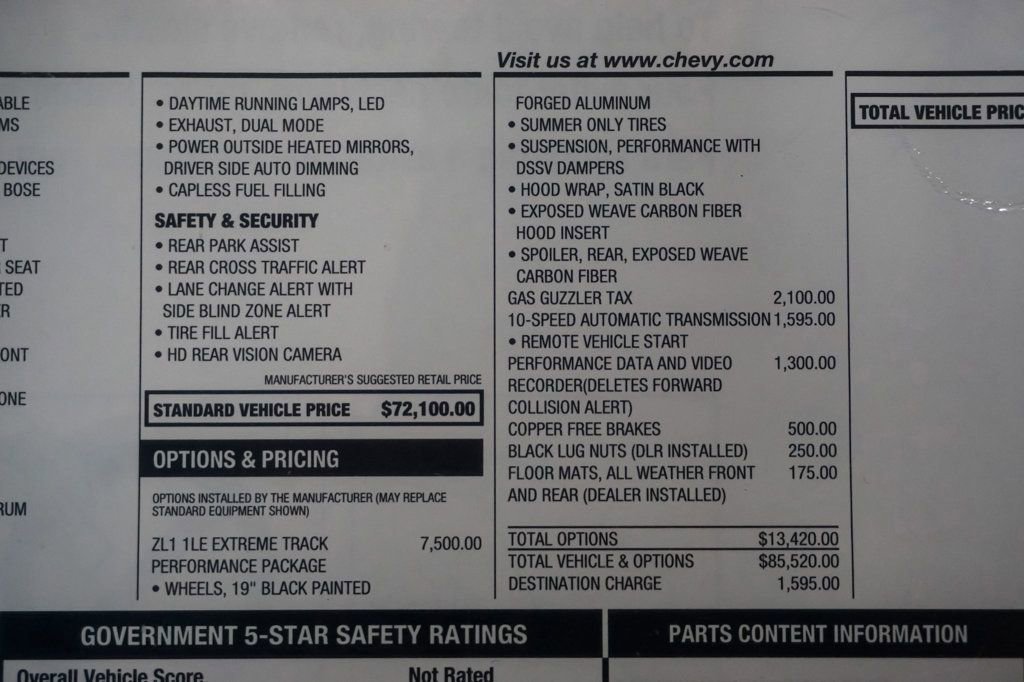 Visit us at www.chevy.com
DEVICES
BOSE
SEAT
• DAYTIME RUNNING LAMPS, LED
• EXHAUST, DUAL MODE
• POWER OUTSIDE HEATED MIRRORS,
DRIVER SIDE AUTO DIMMING
• CAPLESS FUEL FILLING
SAFETY & SECURITY
• REAR PARK ASSIST
• REAR CROSS TRAFFIC ALERT
• LANE CHANGE ALERT WITH
SIDE BLIND ZONE ALERT
• TIRE FILL ALERT
• HD REAR VISION CAMERA
MANUFACTURER'S SUGGESTED RETAIL PRICE
STANDARD VEHICLE PRICE $72,100.00
OPTIONS & PRICING
OPTIONS INSTALLED BY THE MANUFACTURER (MAY REPLACE
STANDARD EQUIPMENT SHOWN)
ZL1 1LE EXTREME TRACK 7,500.00
PERFORMANCE PACKAGE
• WHEELS, 19" BLACK PAINTED
FORGED ALUMINUM
• SUMMER ONLY TIRES
• SUSPENSION, PERFORMANCE WITH
DSSV DAMPERS
• HOOD WRAP, SATIN BLACK
• EXPOSED WEAVE CARBON FIBER
HOOD INSERT
• SPOILER, REAR, EXPOSED WEAVE
CARBON FIBER
GAS GUZZLER TAX 2,100.00
10-SPEED AUTOMATIC TRANSMISSION 1,595.00
• REMOTE VEHICLE START
PERFORMANCE DATA AND VIDEO 1,300.00
RECORDER(DELETES FORWARD
COLLISION ALERT)
COPPER FREE BRAKES 500.00
BLACK LUG NUTS (DLR INSTALLED) 250.00
FLOOR MATS, ALL WEATHER FRONT 175.00
AND REAR (DEALER INSTALLED)
TOTAL OPTIONS $13,420.00
TOTAL VEHICLE & OPTIONS $85,520.00
DESTINATION CHARGE 1,595.00
TOTAL VEHICLE PRIC
GOVERNMENT 5-STAR SAFETY RATINGS
Overall Vehicle Score Not Rated
PARTS CONTENT INFORMATION